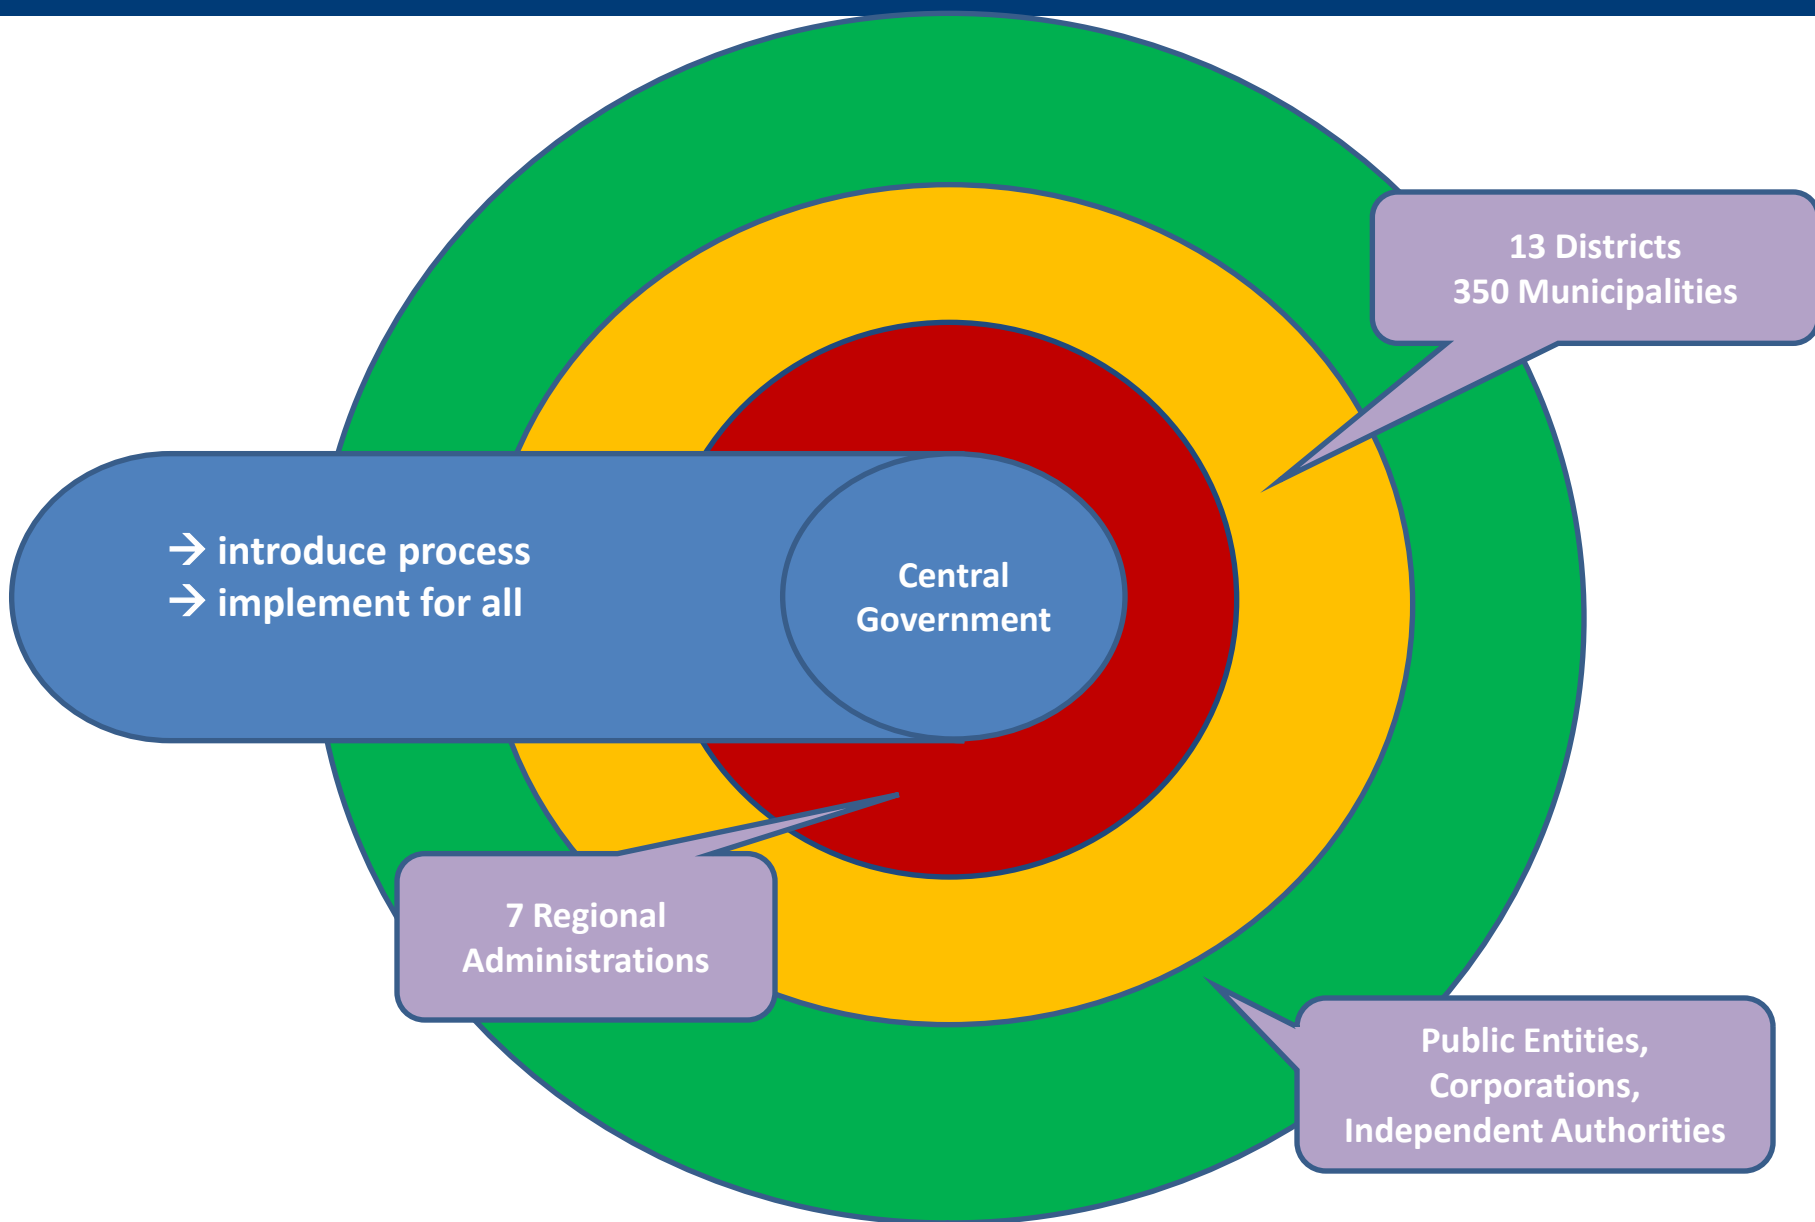 13 Districts
350 Municipalities
→ introduce process
→ implement for all
Central
Government
7 Regional
Administrations
Public Entities,
Corporations,
Independent Authorities